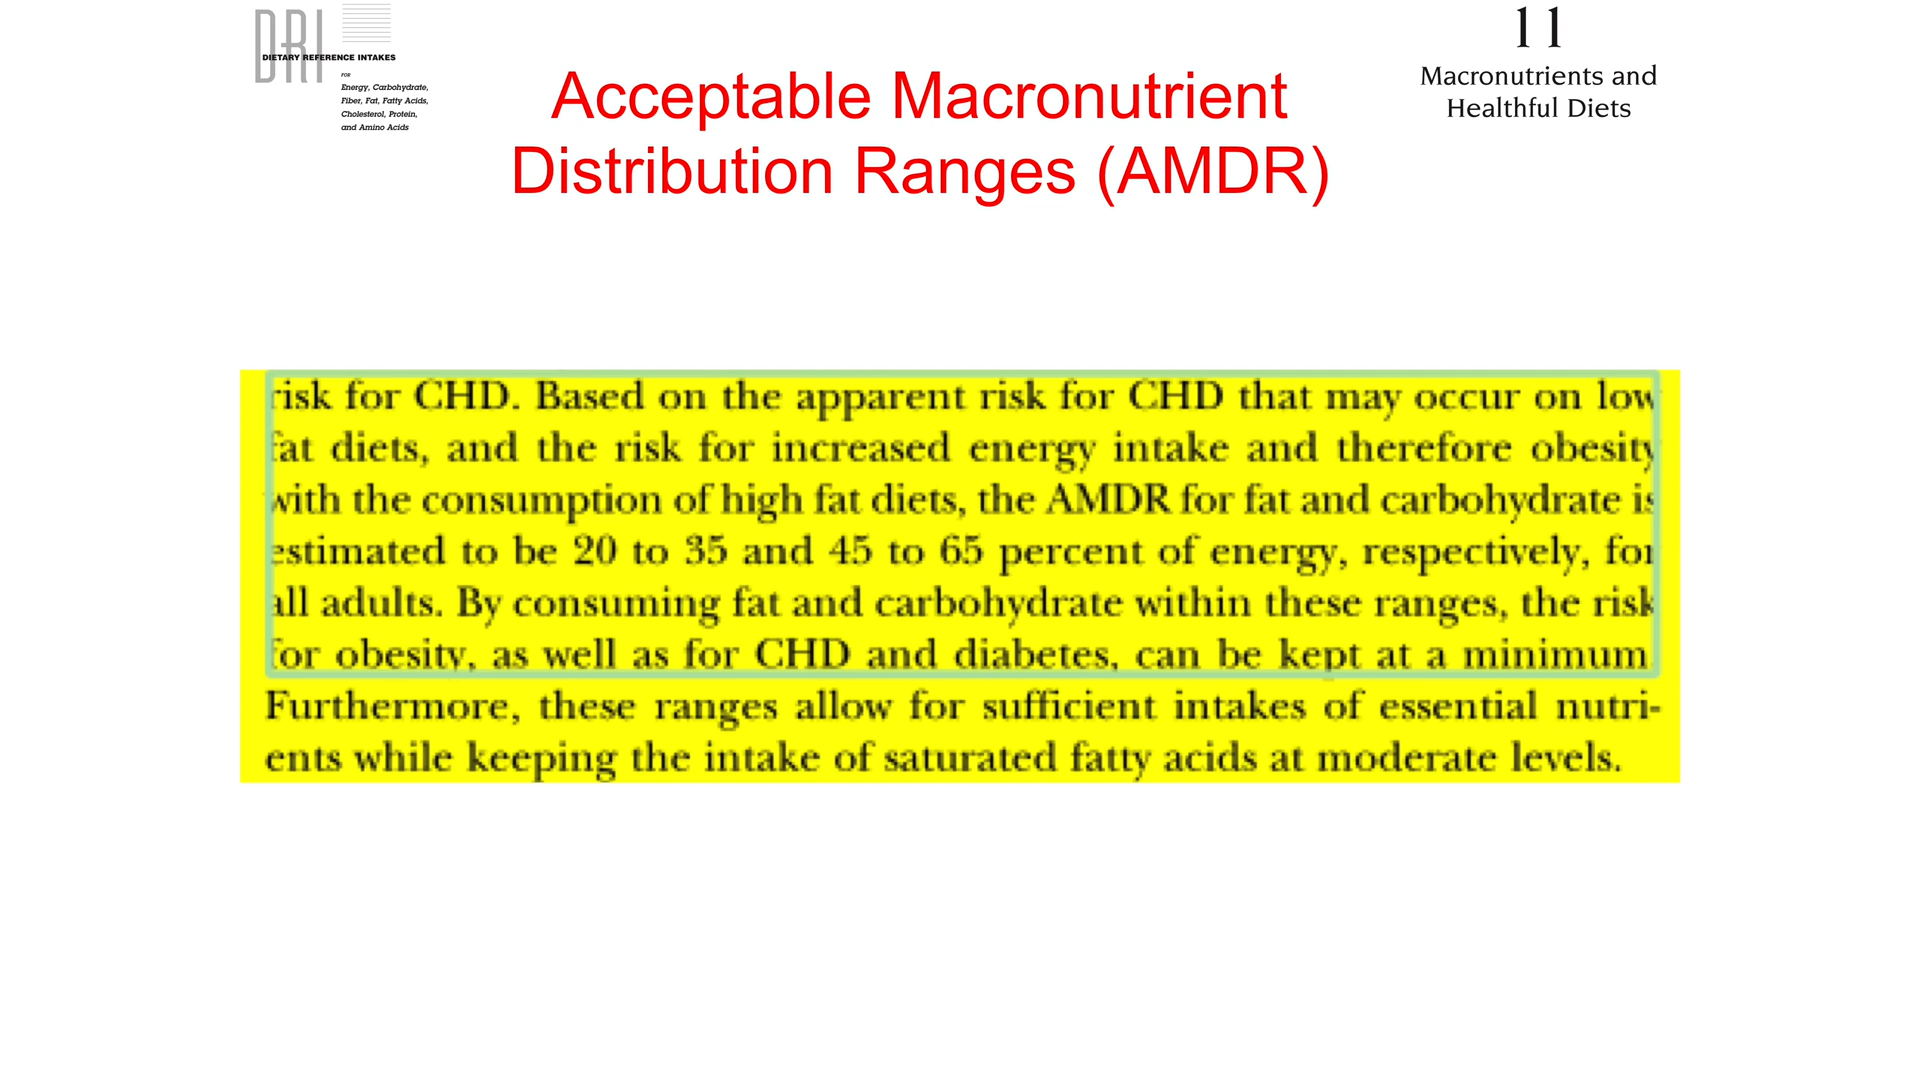 DRI
DIETARY REFERENCE INTAKES
FOR
Energy, Carbohydrate,
Fiber, Fat, Fatty Acids,
Cholesterol, Protein,
and Amino Acids
Acceptable Macronutrient
Distribution Ranges (AMDR)
11
Macronutrients and
Healthful Diets
risk for CHD. Based on the apparent risk for CHD that may occur on low
fat diets, and the risk for increased energy intake and therefore obesity
with the consumption of high fat diets, the AMDR for fat and carbohydrate is
estimated to be 20 to 35 and 45 to 65 percent of energy, respectively, for
all adults. By consuming fat and carbohydrate within these ranges, the risk
for obesity, as well as for CHD and diabetes, can be kept at a minimum.
Furthermore, these ranges allow for sufficient intakes of essential nutri-
ents while keeping the intake of saturated fatty acids at moderate levels.